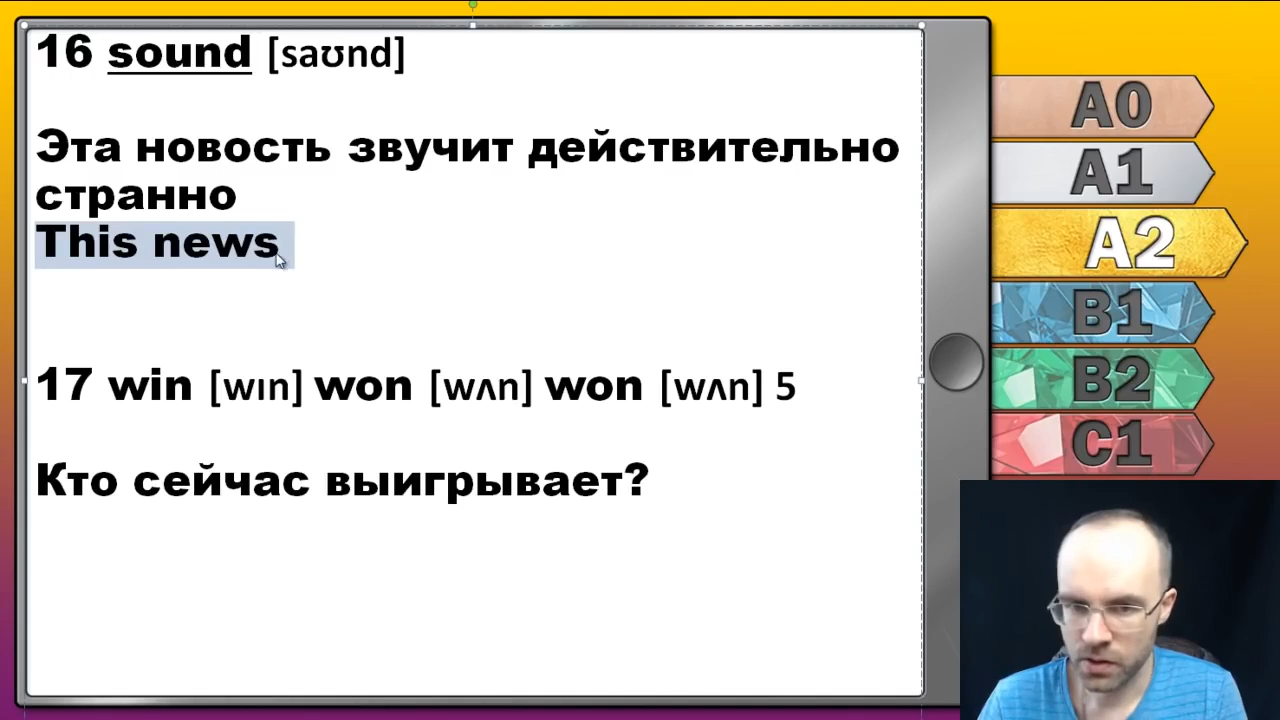 16 sound [saʊnd]
Эта новость звучит действительно
странно
This news
17 win [wın] won [wʌn] won [wʌn] 5
Кто сейчас выигрывает?
A0
A1
A2
B1
B2
C1